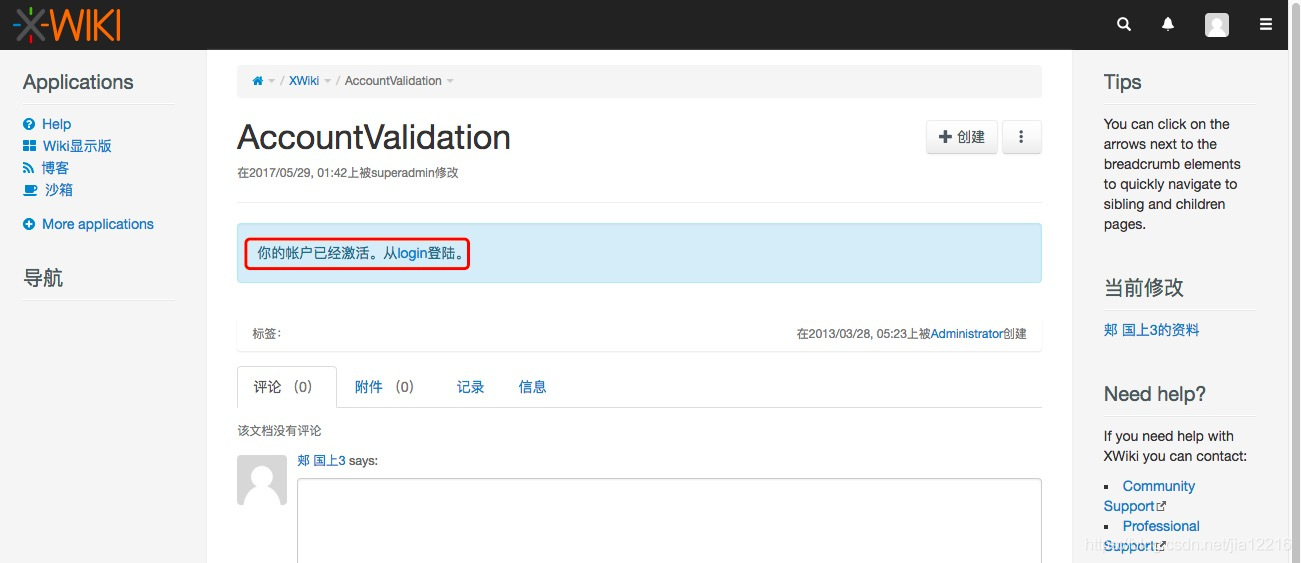 X-WIKI
Applications
Help
Wiki显示版
博客
沙箱
More applications
导航
/ XWiki / AccountValidation
AccountValidation
创建
在2017/05/29, 01:42上被superadmin修改
你的帐户已经激活。从login登陆。
标签：
在2013/03/28, 05:23上被Administrator创建
评论 (0)
附件 (0)
记录
信息
该文档没有评论
郏 国上3 says:
Tips
You can click on the
arrows next to the
breadcrumb elements
to quickly navigate to
sibling and children
pages.
当前修改
郏 国上3的资料
Need help?
If you need help with
XWiki you can contact:
Community
Support
Professional
Support
https://blog.csdn.net/jia12216